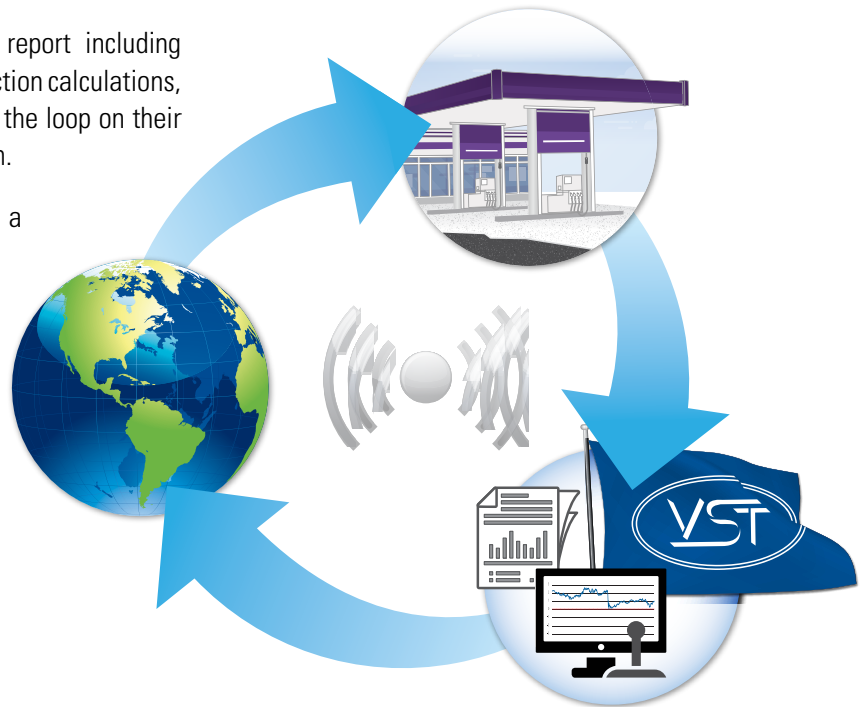 report including
ction calculations,
the loop on their
n.
a
VST